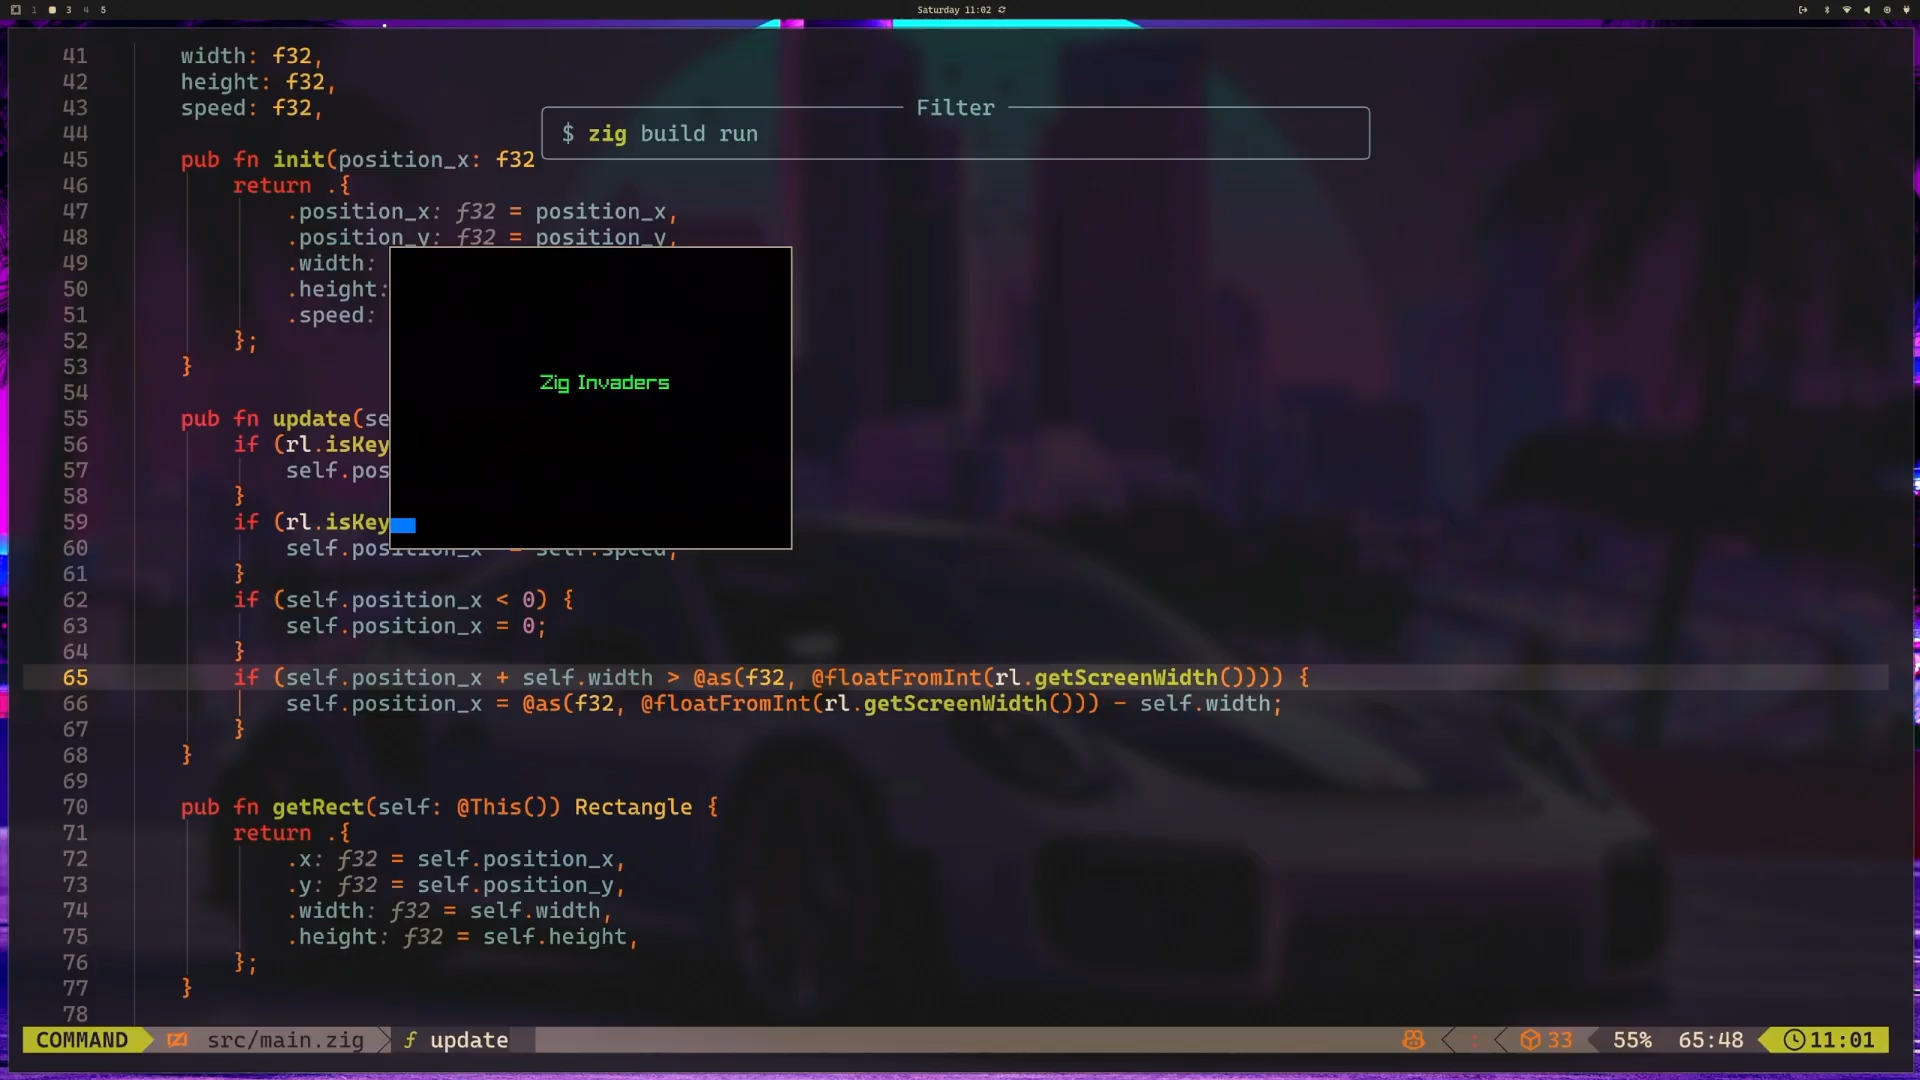 1 3 4 5
Saturday 11:02
41 width: f32,
42 height: f32,
43 speed: f32,
44
Filter
$ zig build run
45 pub fn init(position_x: f32
46 return .{
47 .position_x: f32 = position_x,
48 .position_y: f32 = position_y,
49 .width:
50 .height:
51 .speed:
52 };
53 }
54
Zig Invaders
55 pub fn update(se
56 if (rl.isKey
57 self.pos
58 }
59 if (rl.isKey
60 self.position_x - self.speed;
61 }
62 if (self.position_x < 0) {
63 self.position_x = 0;
64 }
65 if (self.position_x + self.width > @as(f32, @floatFromInt(rl.getScreenWidth()))) {
66 self.position_x = @as(f32, @floatFromInt(rl.getScreenWidth())) - self.width;
67 }
68 }
69
70 pub fn getRect(self: @This()) Rectangle {
71 return .{
72 .x: f32 = self.position_x,
73 .y: f32 = self.position_y,
74 .width: f32 = self.width,
75 .height: f32 = self.height,
76 };
77 }
78
COMMAND src/main.zig f update : 33 55% 65:48 11:01